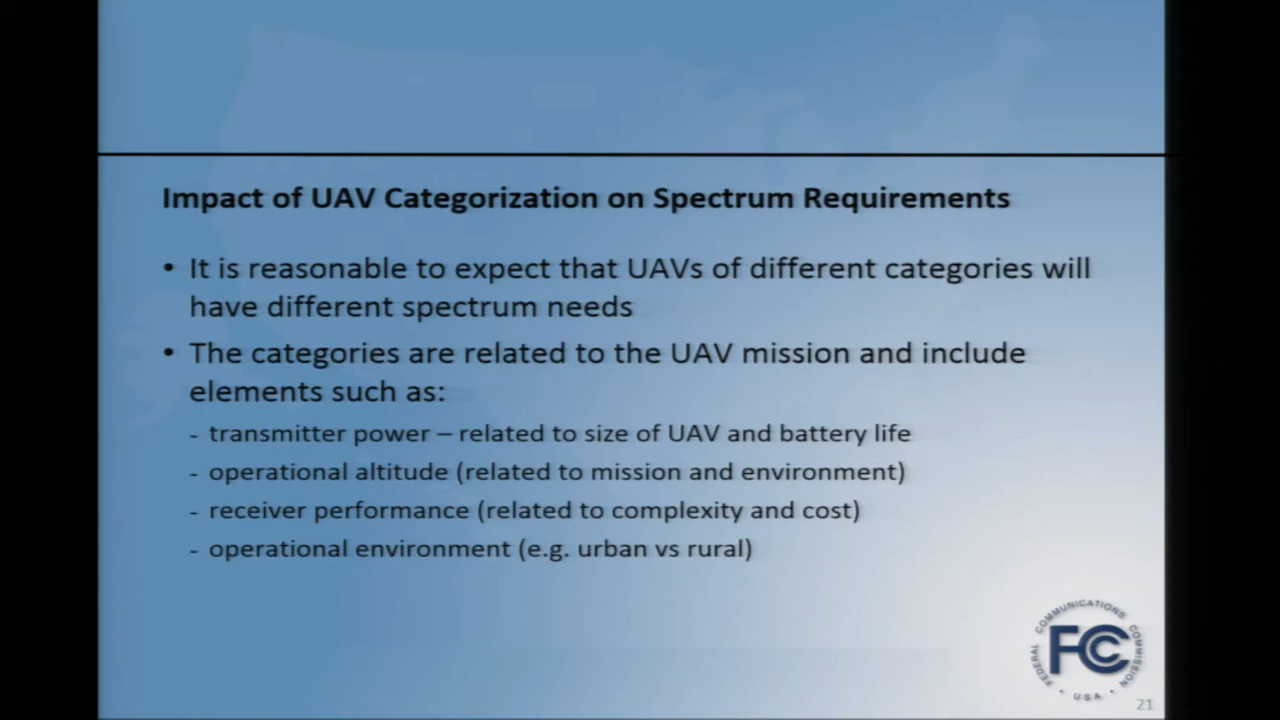 Impact of UAV Categorization on Spectrum Requirements
• It is reasonable to expect that UAVs of different categories will
have different spectrum needs
• The categories are related to the UAV mission and include
elements such as:
- transmitter power – related to size of UAV and battery life
- operational altitude (related to mission and environment)
- receiver performance (related to complexity and cost)
- operational environment (e.g. urban vs rural)
FEDERAL COMMUNICATIONS COMMISSION
FCC
• USA •
21